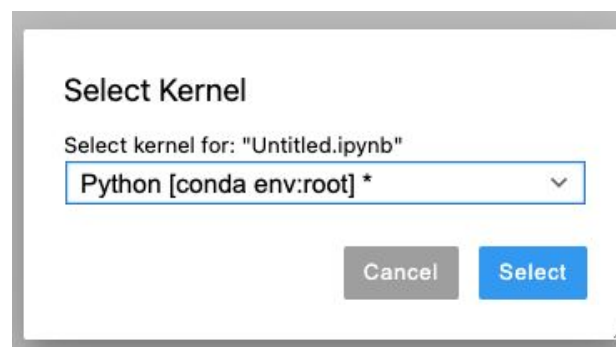 Select Kernel
Select kernel for: "Untitled.ipynb"
Python [conda env:root] *
Cancel Select